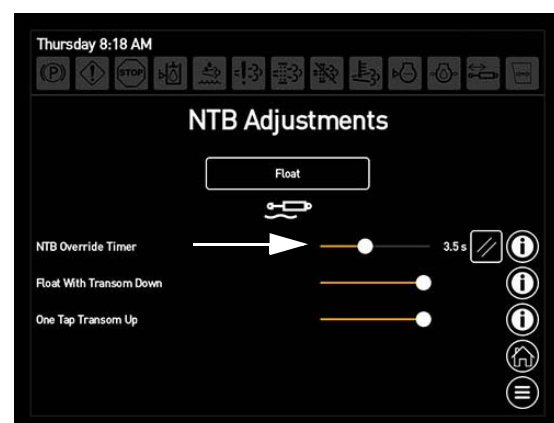 Thursday 8:18 AM
(P)
STOP
NTB Adjustments
Float
NTB Override Timer 3.5 s
Float With Transom Down
One Tap Transom Up